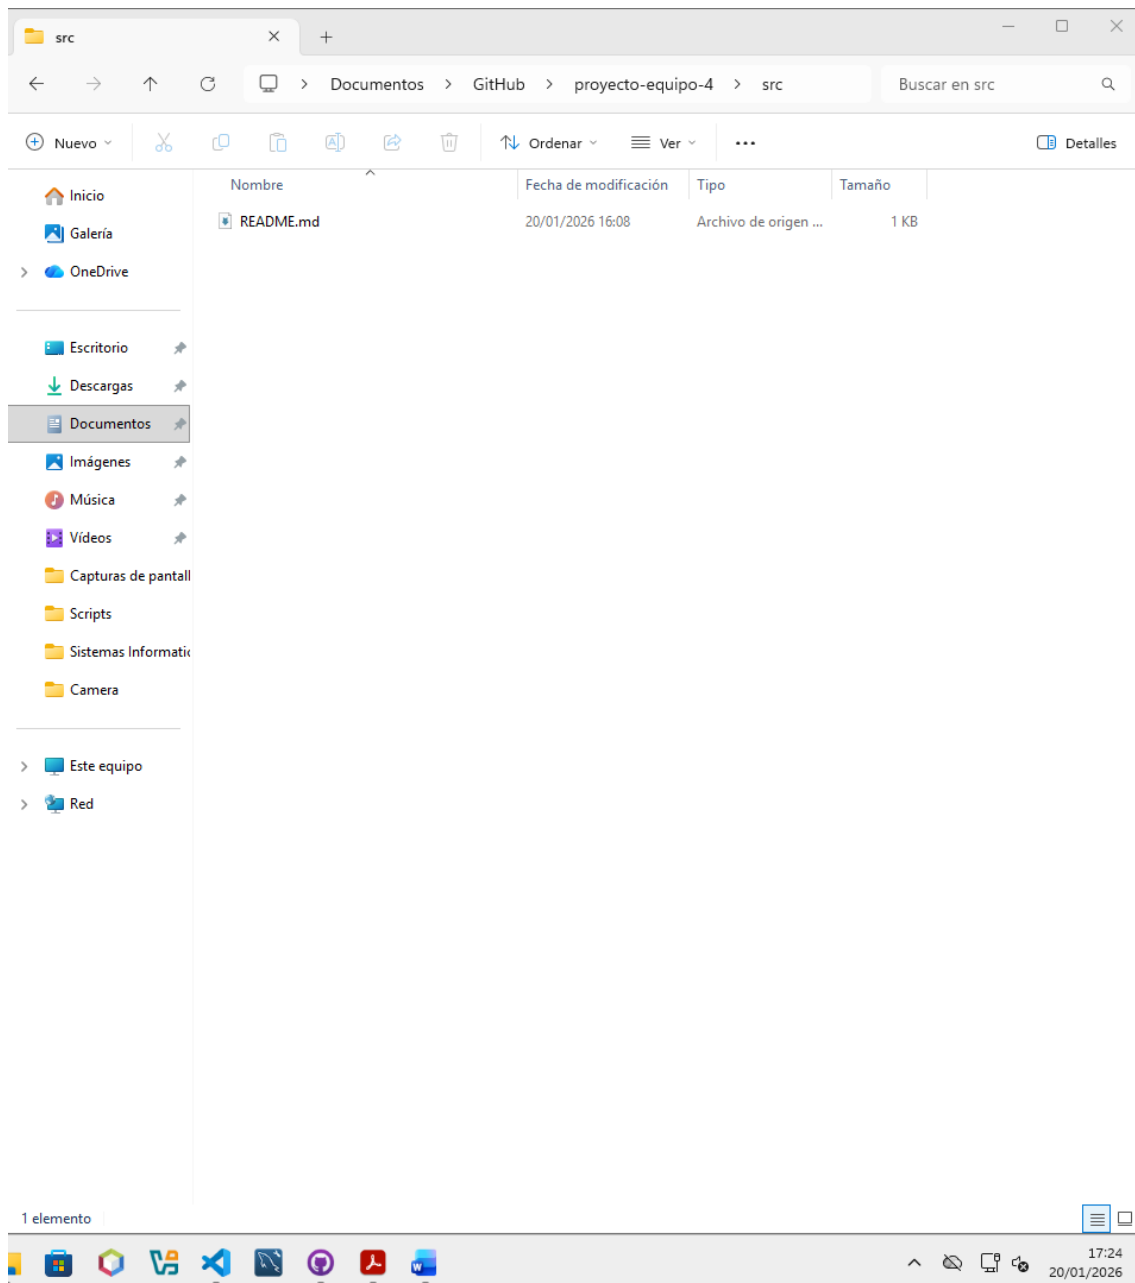 src
Documentos > GitHub > proyecto-equipo-4 > src
Buscar en src
Nuevo
Ordenar
Ver
Detalles
Nombre
Fecha de modificación
Tipo
Tamaño
README.md
20/01/2026 16:08
Archivo de origen ...
1 KB
Inicio
Galería
OneDrive
Escritorio
Descargas
Documentos
Imágenes
Música
Vídeos
Capturas de pantall
Scripts
Sistemas Informatic
Camera
Este equipo
Red
1 elemento
17:24
20/01/2026